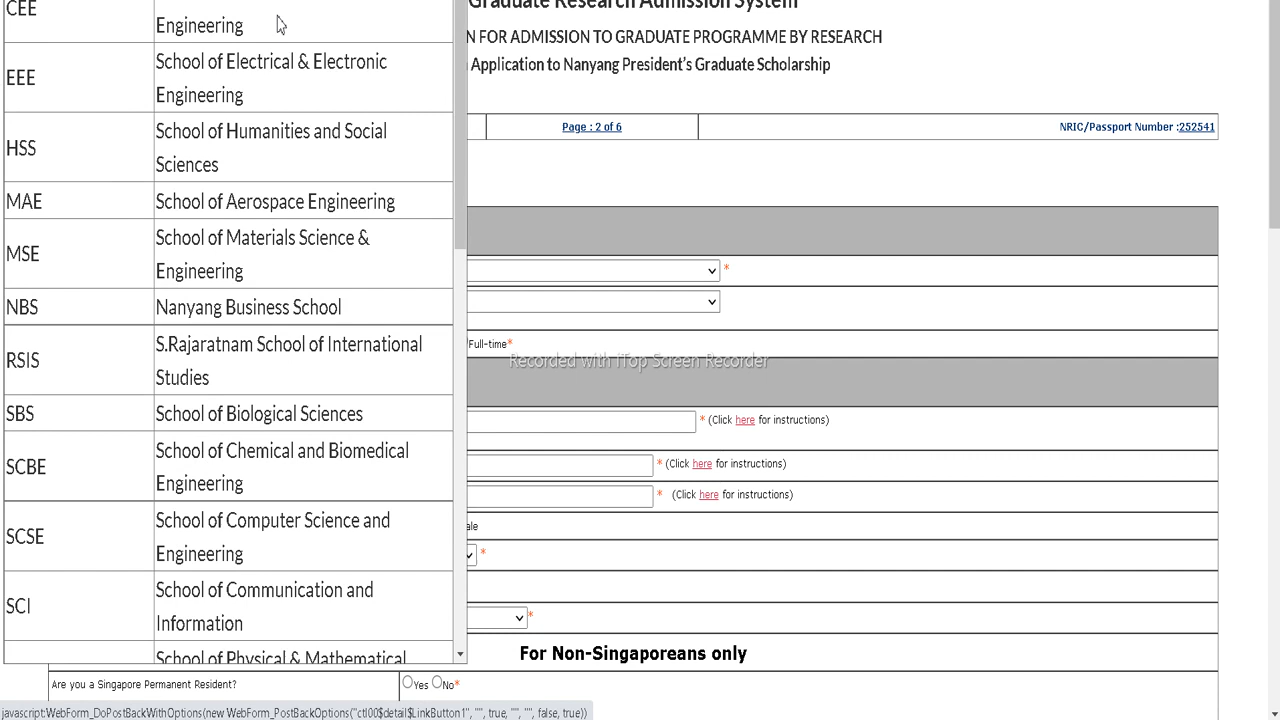 Graduate Research Admission System
N FOR ADMISSION TO GRADUATE PROGRAMME BY RESEARCH
Application to Nanyang President's Graduate Scholarship
Page : 2 of 6
NRIC/Passport Number :252541
CEE
Engineering
EEE
School of Electrical & Electronic
Engineering
HSS
School of Humanities and Social
Sciences
MAE
School of Aerospace Engineering
MSE
School of Materials Science &
Engineering
NBS
Nanyang Business School
RSIS
S.Rajaratnam School of International
Studies
SBS
School of Biological Sciences
SCBE
School of Chemical and Biomedical
Engineering
SCSE
School of Computer Science and
Engineering
SCI
School of Communication and
Information
School of Physical & Mathematical
*
/Full-time*
Recorded with iTop Screen Recorder
* (Click here for instructions)
* (Click here for instructions)
* (Click here for instructions)
ale
*
*
For Non-Singaporeans only
Are you a Singapore Permanent Resident?
Yes No*
javascript:WebForm_DoPostBackWithOptions(new WebForm_PostBackOptions("ctl00$detail$LinkButton1", "", true, "", "", false, true))